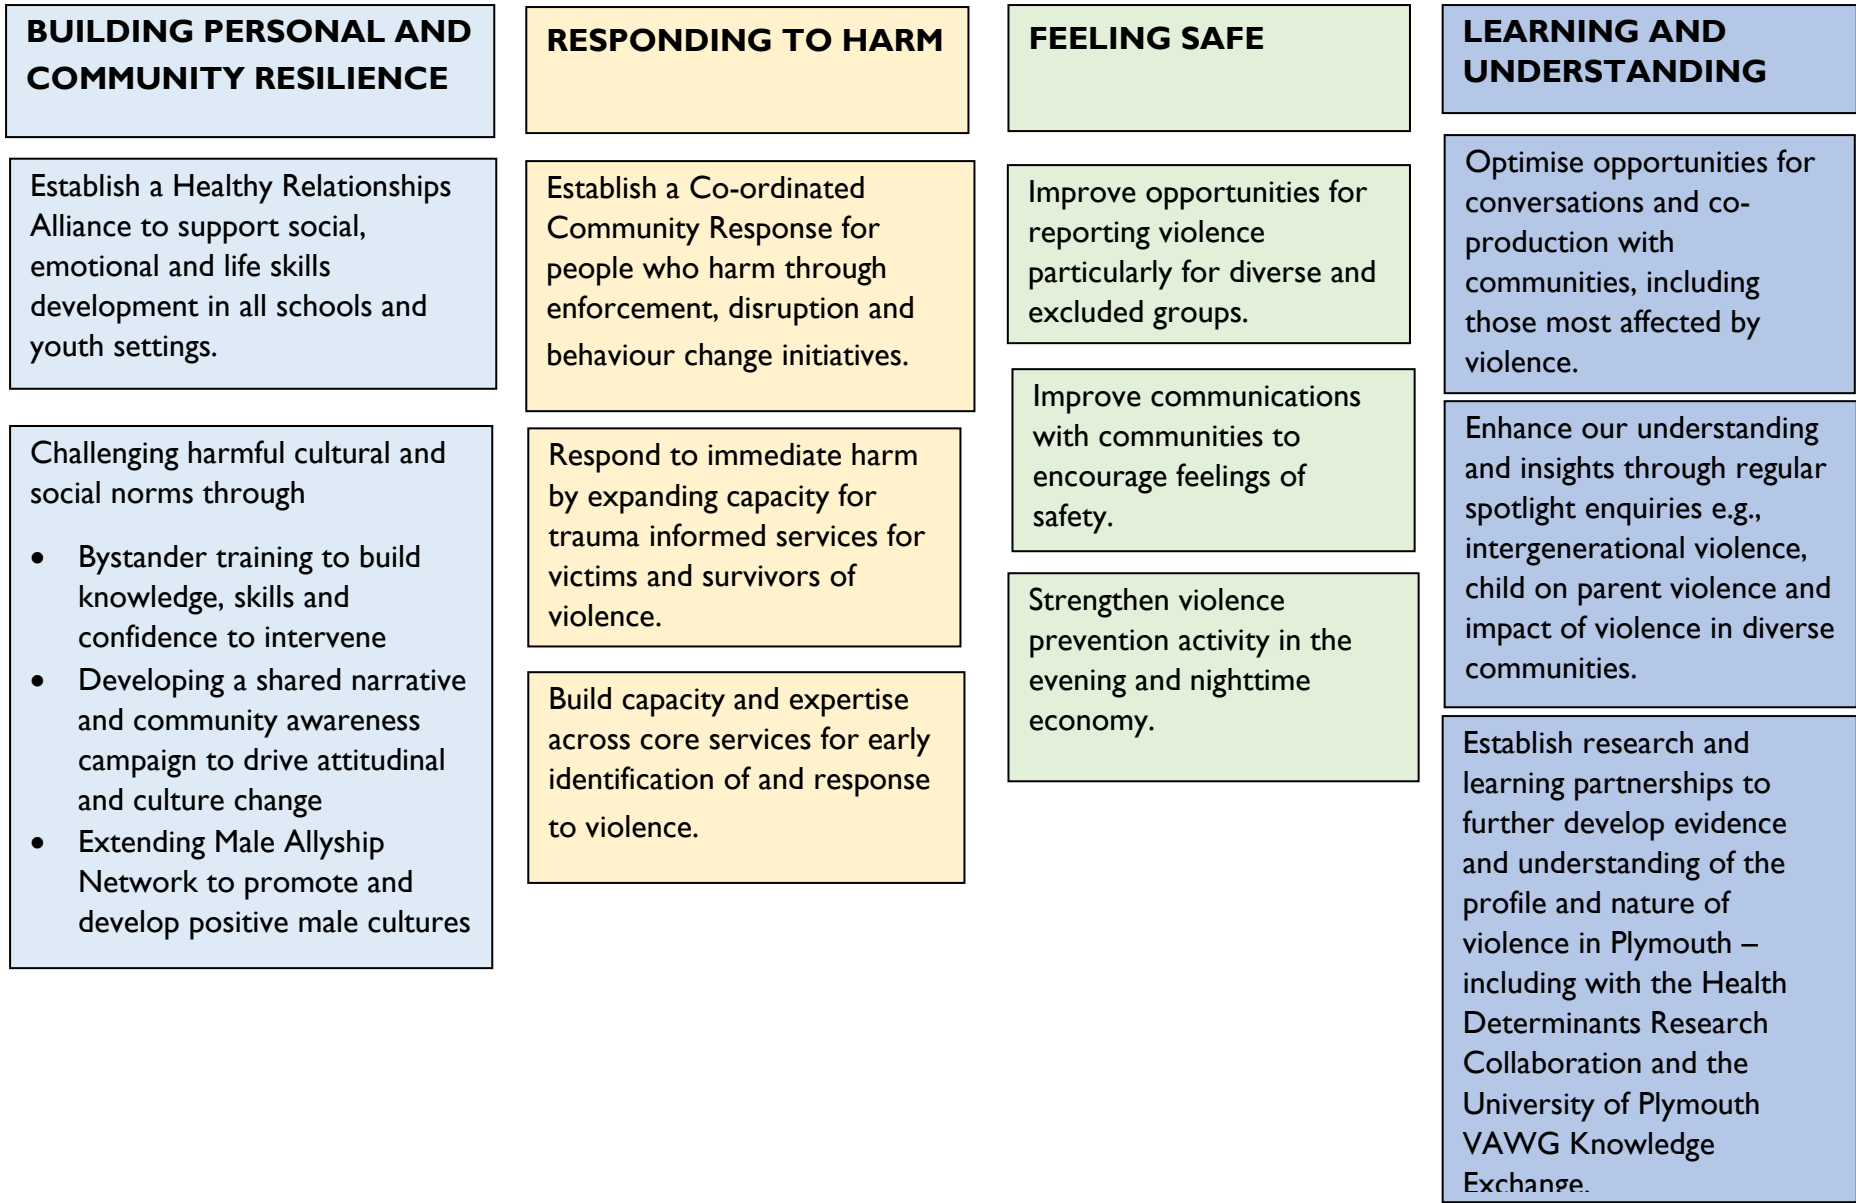 BUILDING PERSONAL AND
COMMUNITY RESILIENCE
Establish a Healthy Relationships
Alliance to support social,
emotional and life skills
development in all schools and
youth settings.
Challenging harmful cultural and
social norms through
• Bystander training to build
knowledge, skills and
confidence to intervene
• Developing a shared narrative
and community awareness
campaign to drive attitudinal
and culture change
• Extending Male Allyship
Network to promote and
develop positive male cultures
RESPONDING TO HARM
Establish a Co-ordinated
Community Response for
people who harm through
enforcement, disruption and
behaviour change initiatives.
Respond to immediate harm
by expanding capacity for
trauma informed services for
victims and survivors of
violence.
Build capacity and expertise
across core services for early
identification of and response
to violence.
FEELING SAFE
Improve opportunities for
reporting violence
particularly for diverse and
excluded groups.
Improve communications
with communities to
encourage feelings of
safety.
Strengthen violence
prevention activity in the
evening and nighttime
economy.
LEARNING AND
UNDERSTANDING
Optimise opportunities for
conversations and co-
production with
communities, including
those most affected by
violence.
Enhance our understanding
and insights through regular
spotlight enquiries e.g.,
intergenerational violence,
child on parent violence and
impact of violence in diverse
communities.
Establish research and
learning partnerships to
further develop evidence
and understanding of the
profile and nature of
violence in Plymouth –
including with the Health
Determinants Research
Collaboration and the
University of Plymouth
VAWG Knowledge
Exchange.